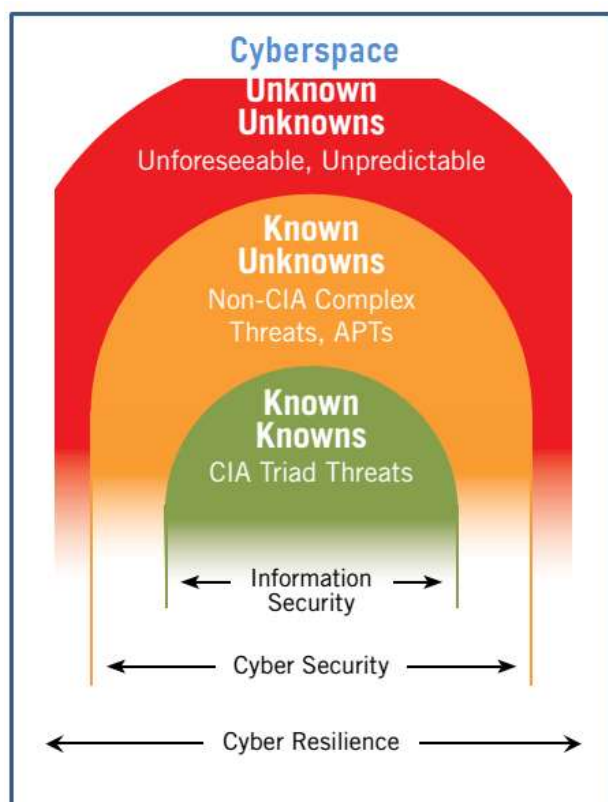 Cyberspace
Unknown
Unknowns
Unforeseeable, Unpredictable
Known
Unknowns
Non-CIA Complex
Threats, APTs
Known
Knowns
CIA Triad Threats
Information
Security
Cyber Security
Cyber Resilience